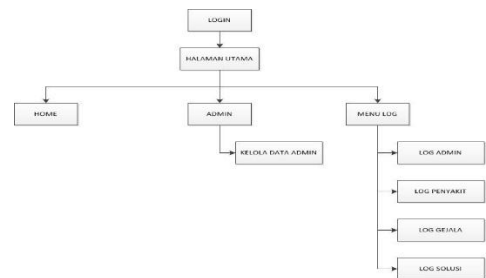 LOGIN
HALAMAN UTAMA
HOME
ADMIN
MENU LOG
KELOLA DATA ADMIN
LOG ADMIN
LOG PENYAKIT
LOG GEJALA
LOG SOLUSI